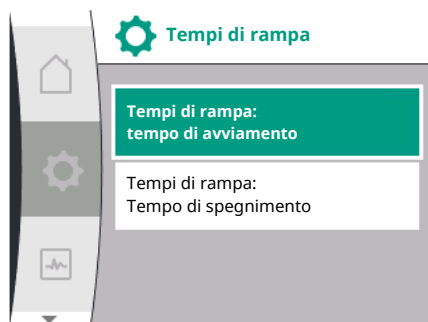 Tempi di rampa
Tempi di rampa:
tempo di avviamento
Tempi di rampa:
Tempo di spegnimento